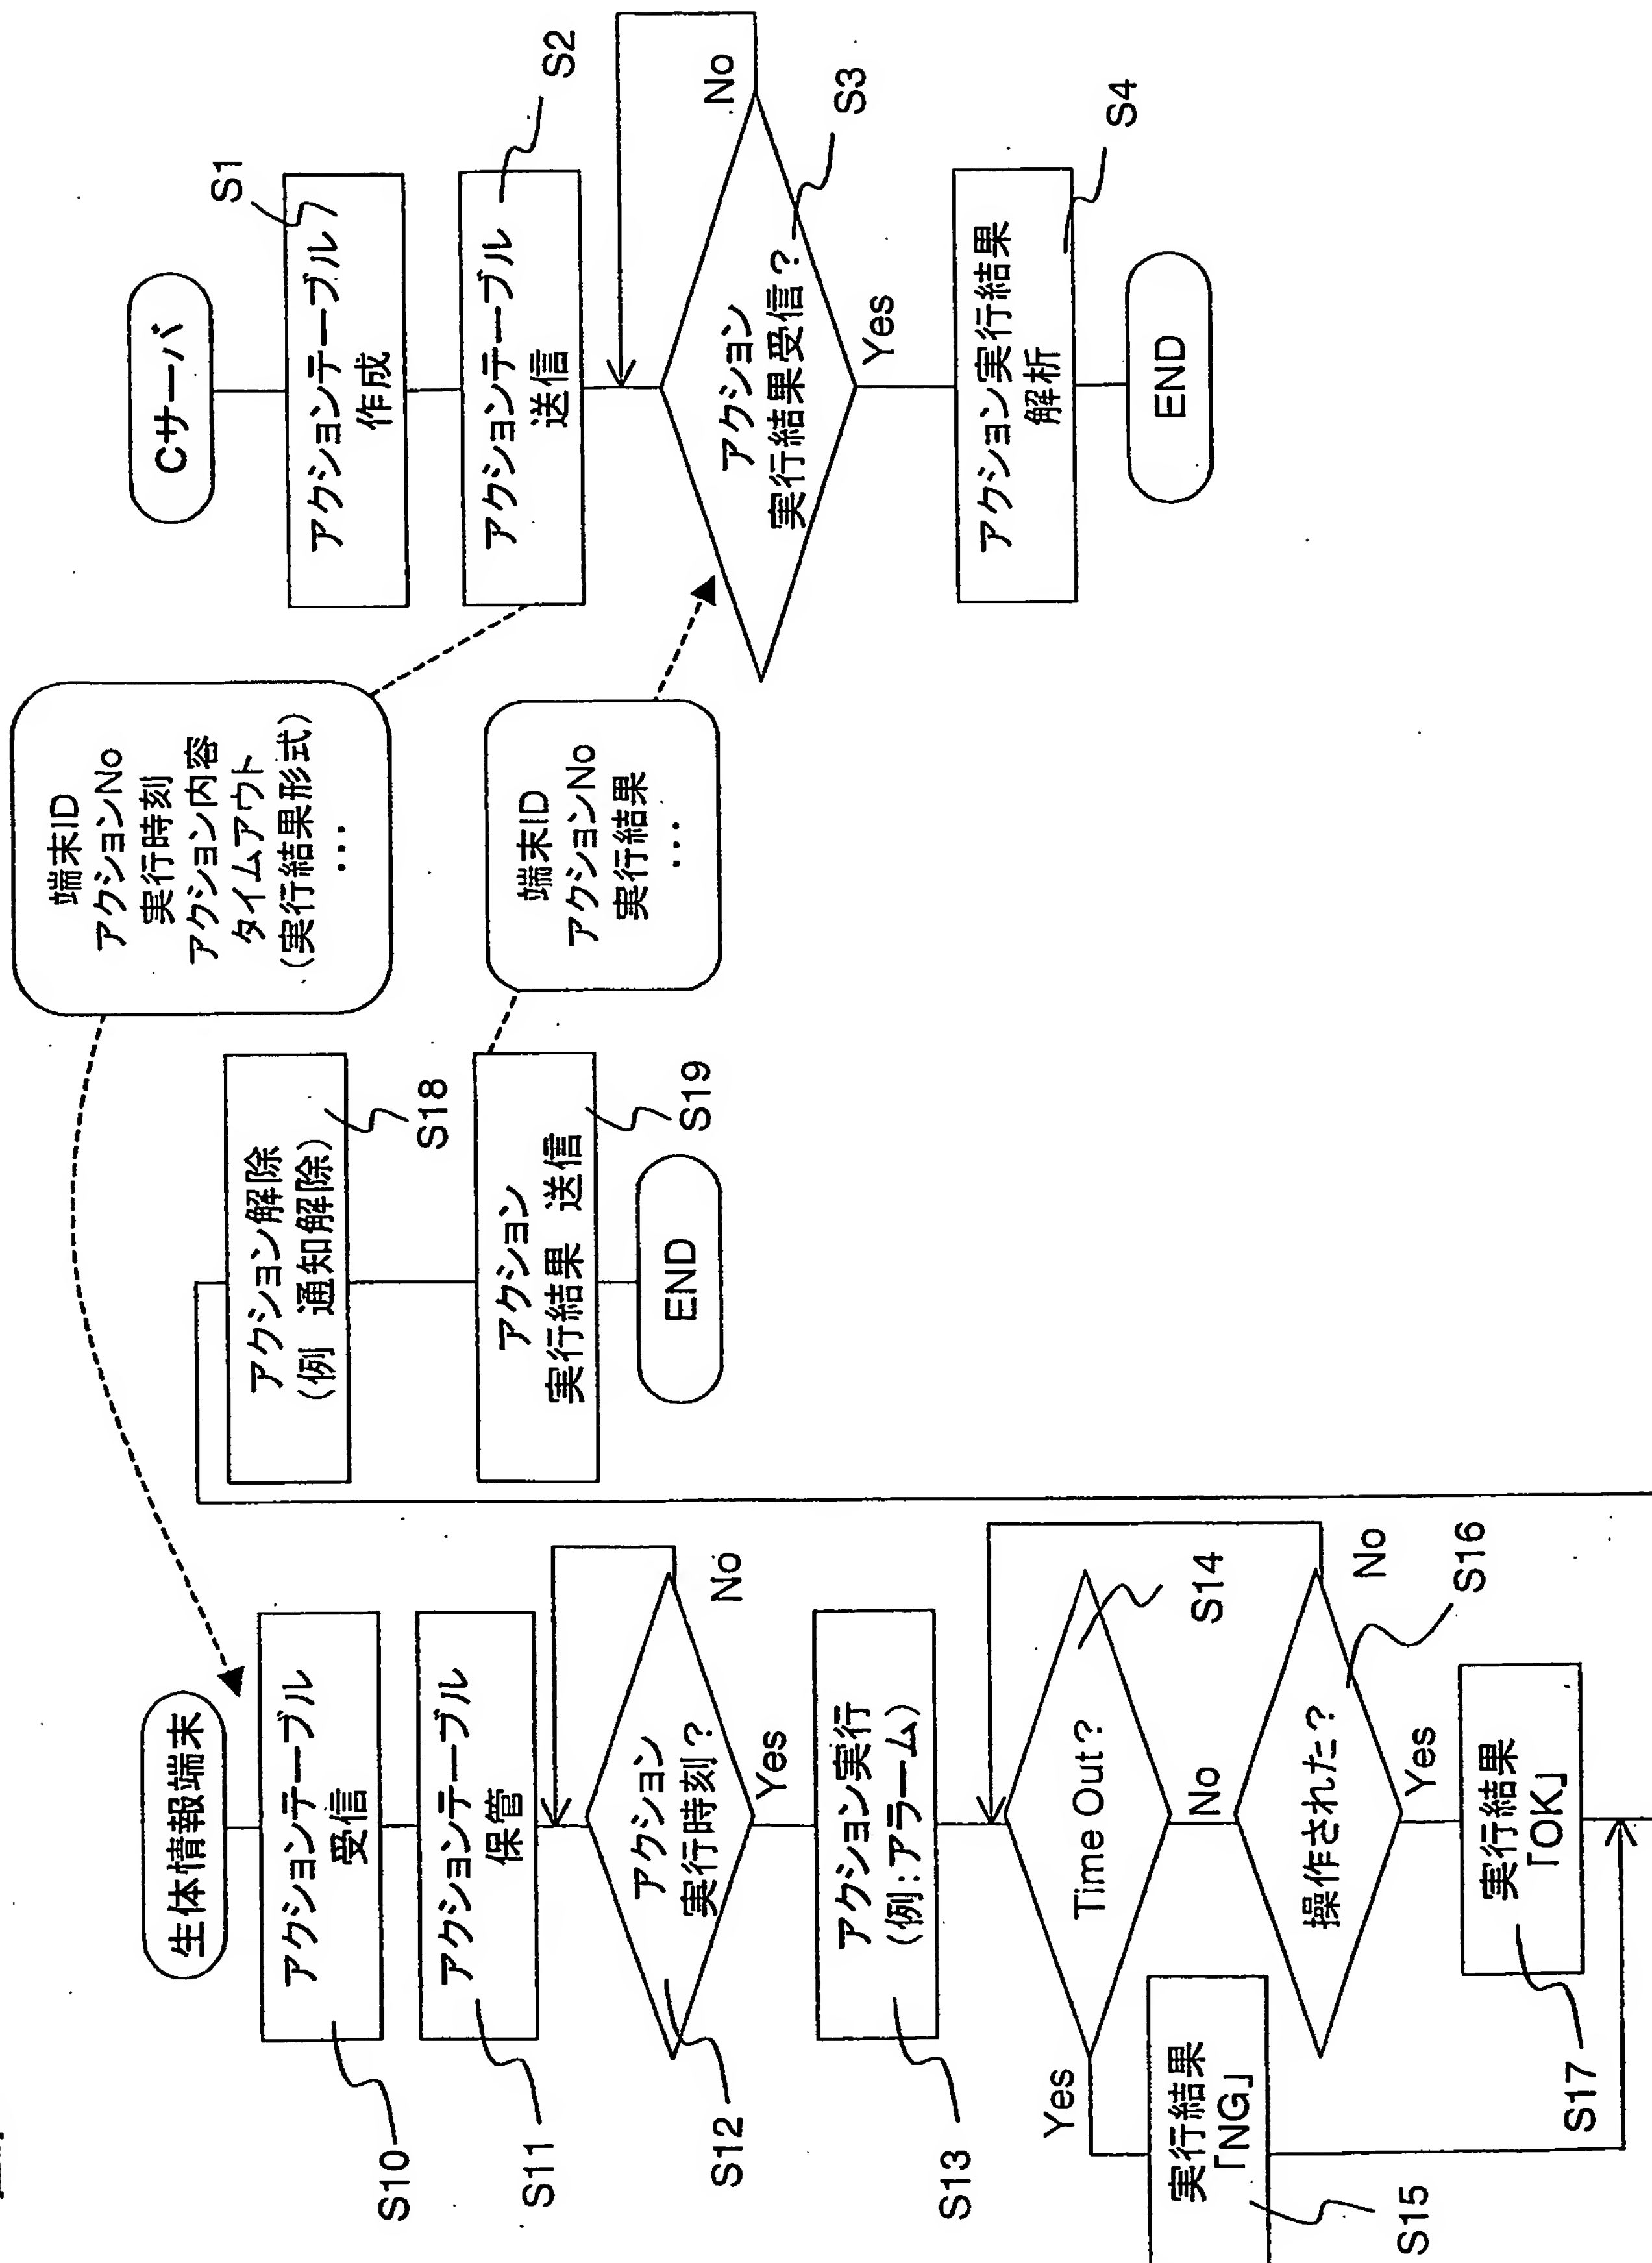 生体情報端末
アクションテーブル
受信
S10
アクションテーブル
保管
S11
アクション
実行時刻?
No
Yes
S12
アクション実行
(例:アラーム)
S13
Time Out?
S14
Yes
No
実行結果
「NG」
S15
操作された?
No
S16
Yes
実行結果
「OK」
S17
アクション解除
(例 通知解除)
S18
アクション
実行結果 送信
S19
END
端末ID
アクションNo
実行時刻
アクション内容
タイムアウト
(実行結果形式)
・・・
端末ID
アクションNo
実行結果
・・・
Cサーバ
アクションテーブル
作成
S1
アクションテーブル
送信
S2
アクション
実行結果受信?
No
S3
Yes
アクション実行結果
解析
S4
END